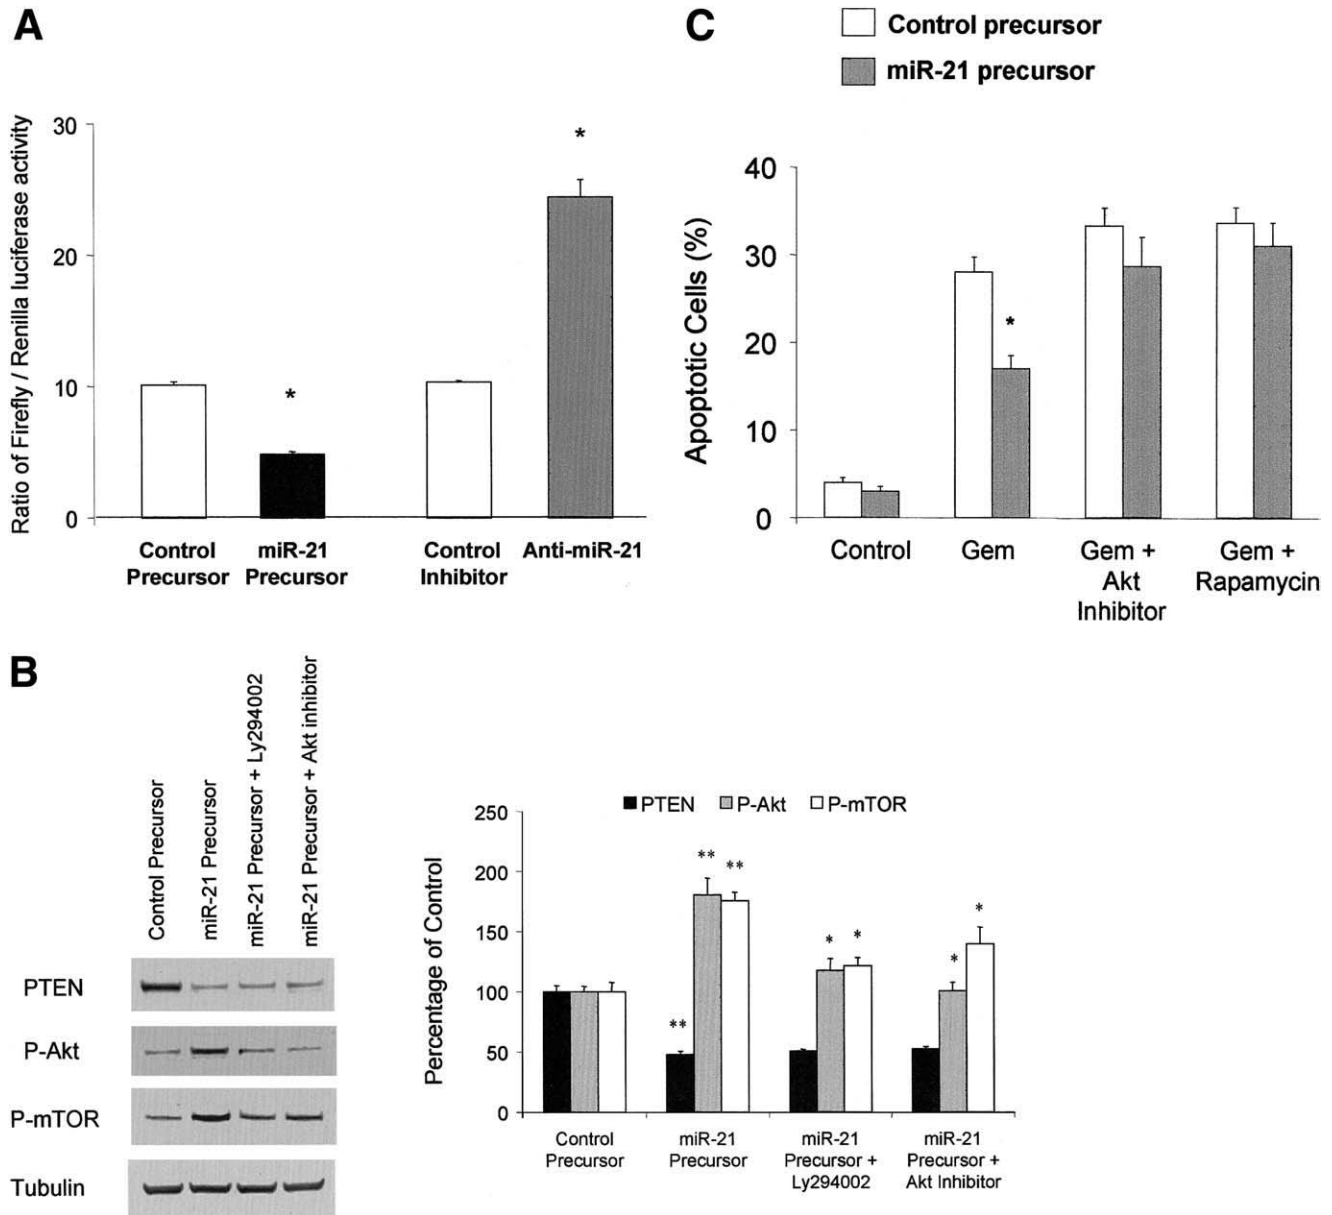 A
Ratio of Firefly / Renilla luciferase activity
30
20
10
0
*
*
Control
Precursor
miR-21
Precursor
Control
Inhibitor
Anti-miR-21
C
Control precursor
miR-21 precursor
Apoptotic Cells (%)
40
30
20
10
0
*
Control
Gem
Gem +
Akt
Inhibitor
Gem +
Rapamycin
B
Control Precursor
miR-21 Precursor
miR-21 Precursor + Ly294002
miR-21 Precursor + Akt inhibitor
PTEN
P-Akt
P-mTOR
Tubulin
PTEN P-Akt P-mTOR
Percentage of Control
250
200
150
100
50
0
**
**
**
*
*
*
*
Control
Precursor
miR-21
Precursor
miR-21
Precursor +
Ly294002
miR-21
Precursor +
Akt Inhibitor